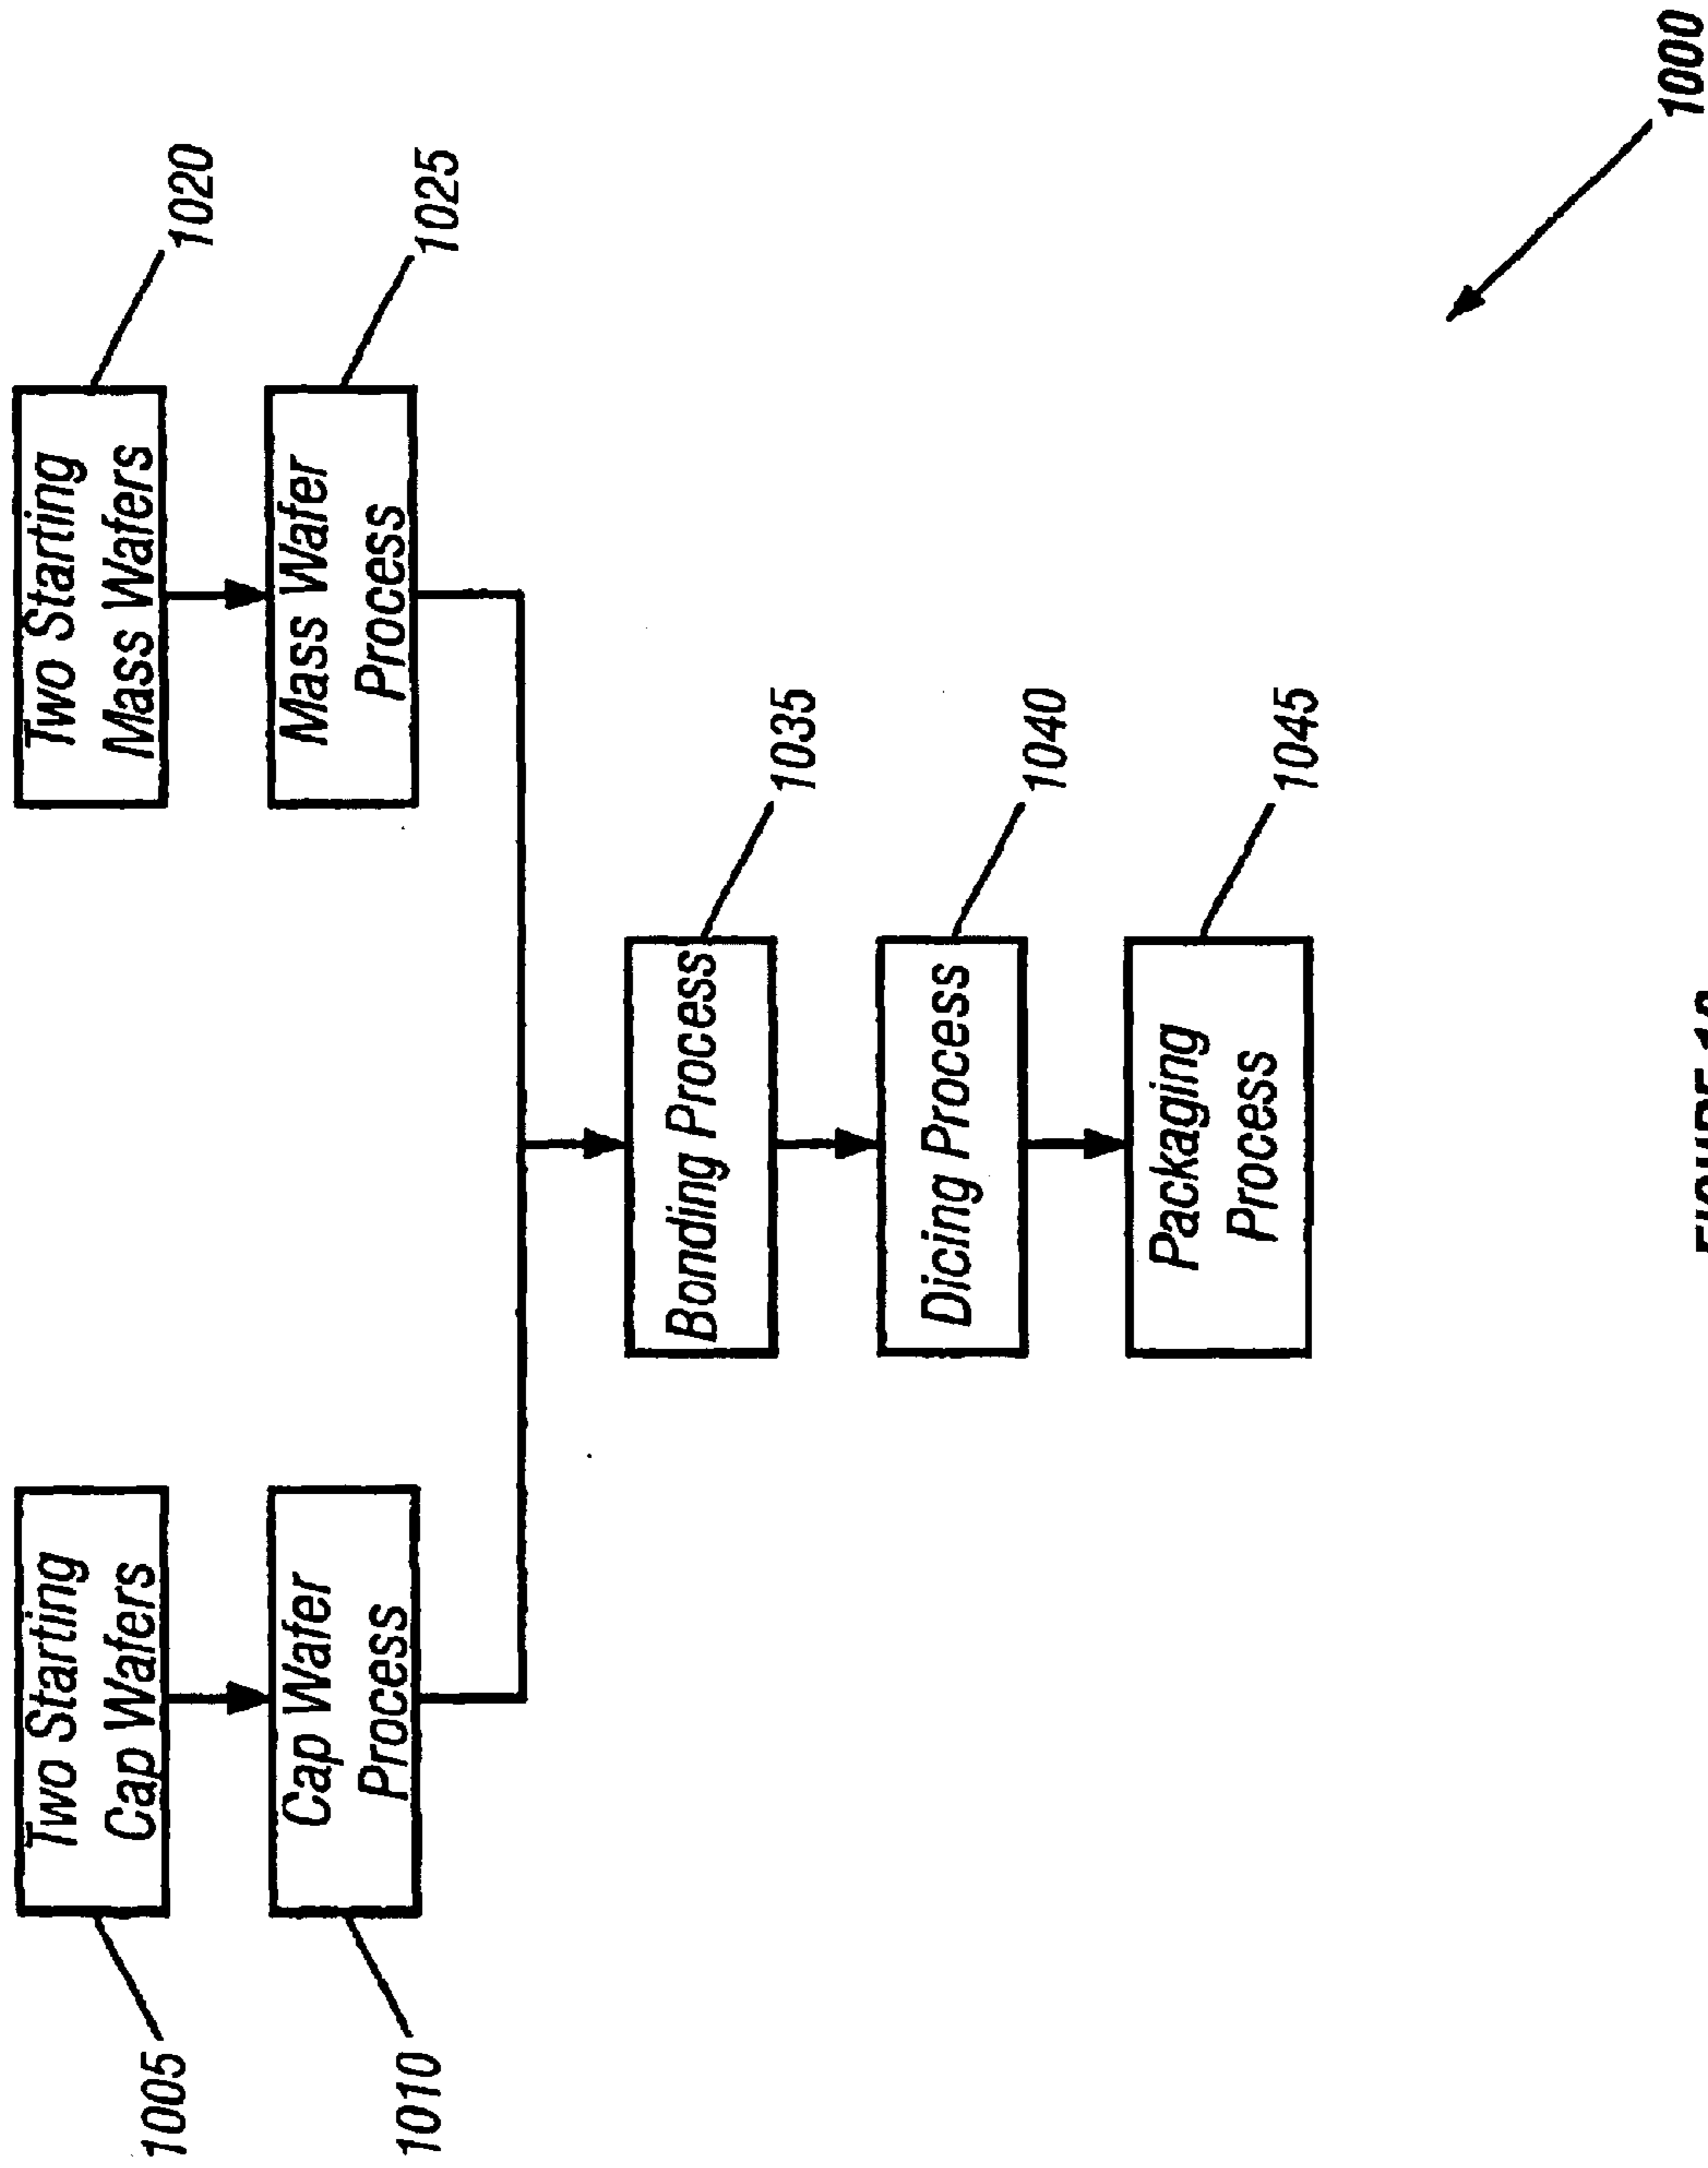 Two Starting
Cap Wafers
1005
Two Starting
Mass Wafers
1020
Cap Wafer
Process
1010
Mass Wafer
Process
1025
Bonding Process
1035
Dicing Process
1040
Packaging
Process
1045
1000
FIGURE